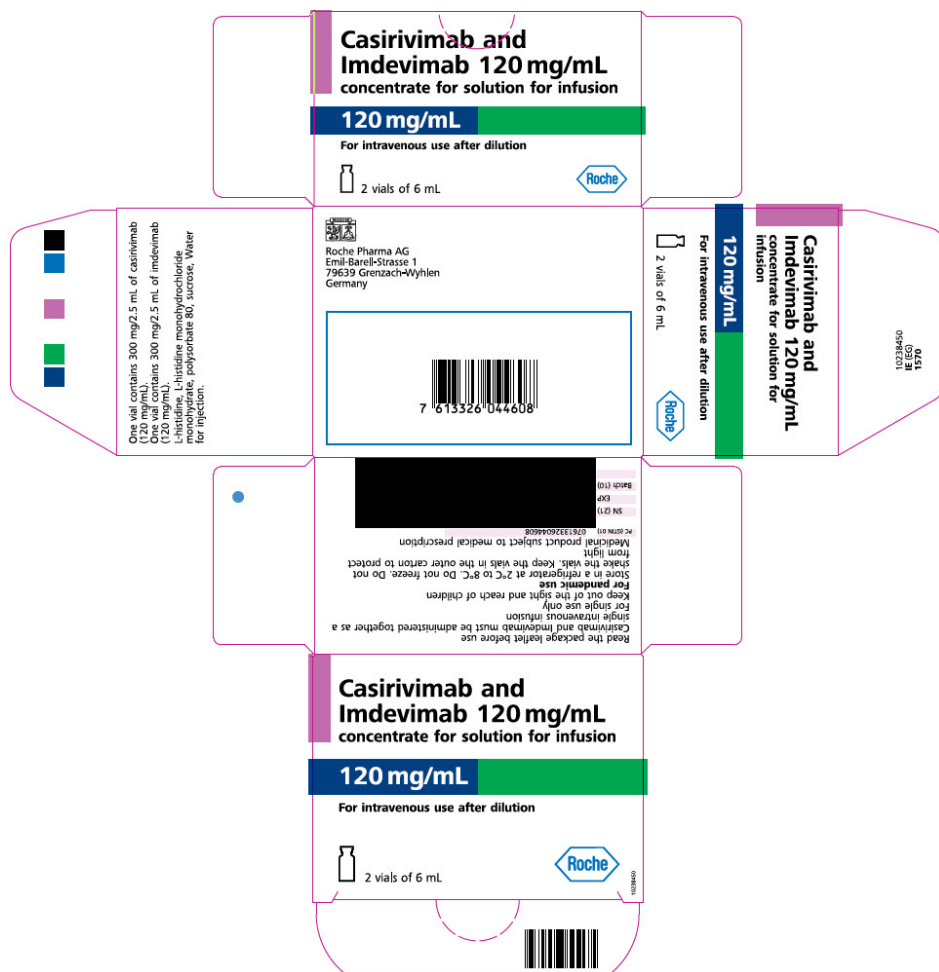 Casirivimab and
Imdevimab 120 mg/mL
concentrate for solution for infusion
120 mg/mL
For intravenous use after dilution
2 vials of 6 mL
Roche
One vial contains 300 mg/2.5 mL of casirivimab
(120 mg/mL).
One vial contains 300 mg/2.5 mL of imdevimab
(120 mg/mL).
L-histidine, L-histidine monohydrochloride
monohydrate, polysorbate 80, sucrose, Water
for injection.
ROCHE
Roche Pharma AG
Emil-Barell-Strasse 1
79639 Grenzach-Wyhlen
Germany
7 613326 044608
Casirivimab and
Imdevimab 120 mg/mL
concentrate for solution for
infusion
120 mg/mL
For intravenous use after dilution
2 vials of 6 mL
Roche
10238450
IE (EG)
1570
Read the package leaflet before use
Casirivimab and Imdevimab must be administered together as a
single intravenous infusion
For single use only
Keep out of the sight and reach of children
For pandemic use
Store in a refrigerator at 2°C to 8°C. Do not freeze. Do not
shake the vials. Keep the vials in the outer carton to protect
from light
Medicinal product subject to medical prescription
PC (GTIN 01) 07613326044608
SN (21)
EXP
Batch (10)
Casirivimab and
Imdevimab 120 mg/mL
concentrate for solution for infusion
120 mg/mL
For intravenous use after dilution
2 vials of 6 mL
Roche
10238450